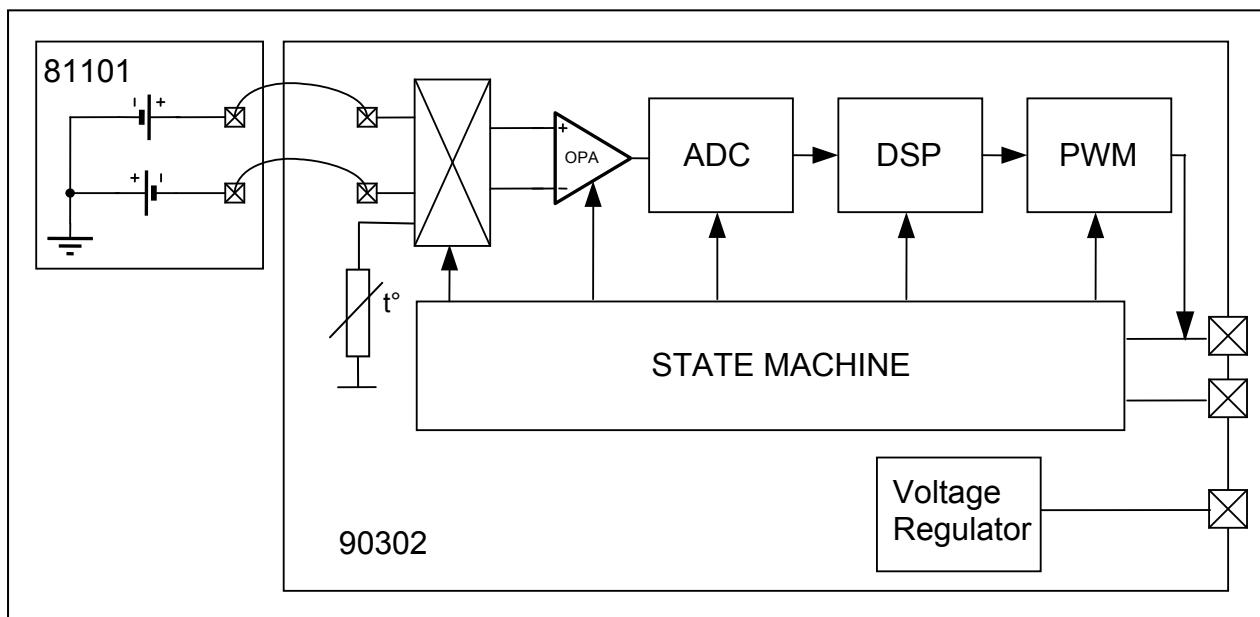 81101
- +
+ -
+
OPA
-
ADC
DSP
PWM
t°
STATE MACHINE
Voltage
Regulator
90302